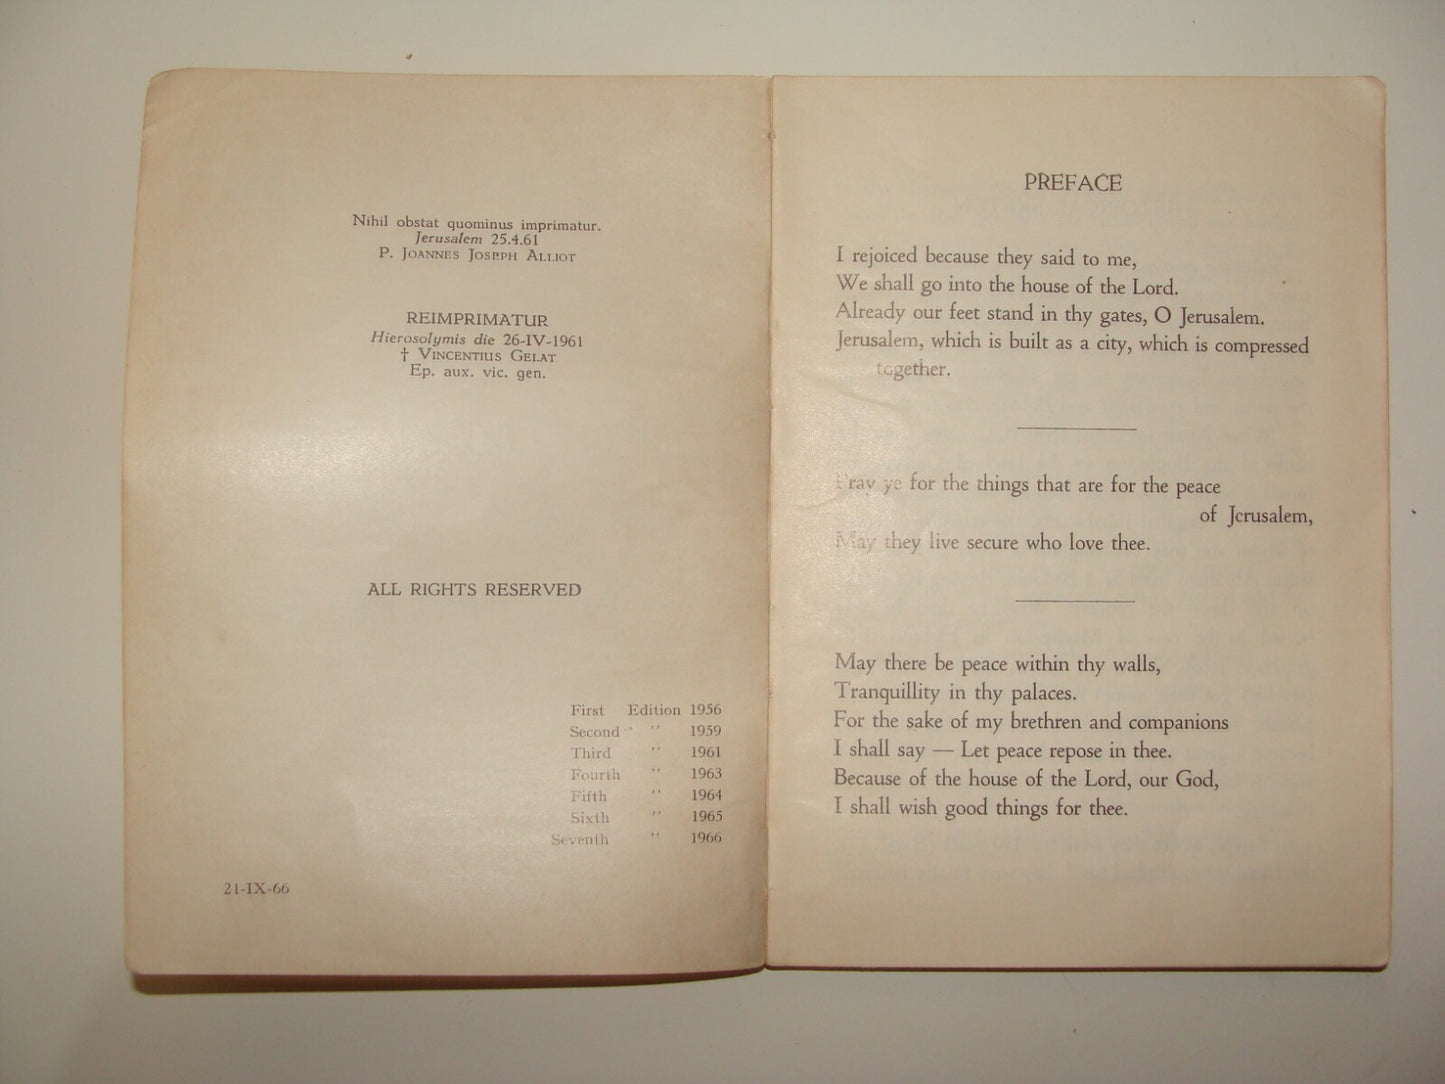 Nihil obstat quominus imprimatur.
Jerusalem 25.4.61
P. Joannes Joseph Alliot
REIMPRIMATUR
Hierosolymis die 26-IV-1961
† Vincentius Gelat
Ep. aux. vic. gen.
ALL RIGHTS RESERVED
First Edition 1956
Second '' 1959
Third '' 1961
Fourth '' 1963
Fifth '' 1964
Sixth '' 1965
Seventh '' 1966
21-IX-66
PREFACE
I rejoiced because they said to me,
We shall go into the house of the Lord.
Already our feet stand in thy gates, O Jerusalem.
Jerusalem, which is built as a city, which is compressed
together.
Pray ye for the things that are for the peace
of Jerusalem,
May they live secure who love thee.
May there be peace within thy walls,
Tranquillity in thy palaces.
For the sake of my brethren and companions
I shall say — Let peace repose in thee.
Because of the house of the Lord, our God,
I shall wish good things for thee.